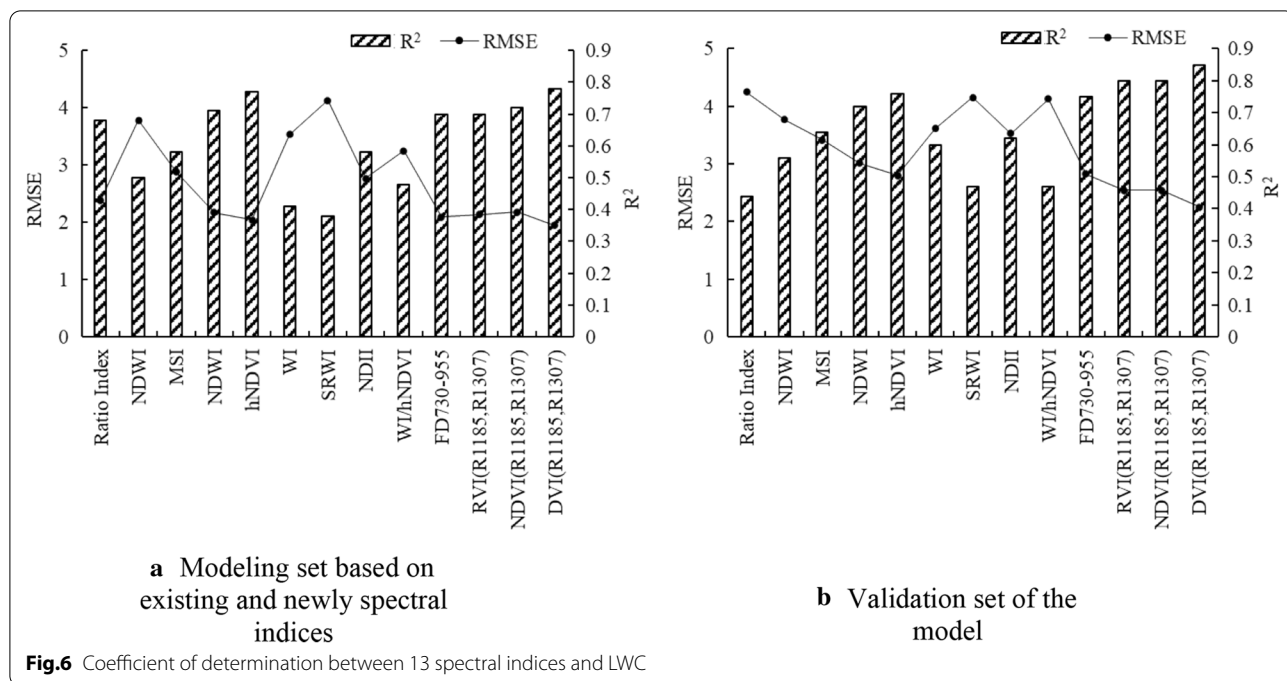 R² RMSE
5
4
3
2
1
0
RMSE
0.9
0.8
0.7
0.6
0.5
0.4
0.3
0.2
0.1
0
R²
Ratio Index
NDWI
MSI
NDWI
hNDVI
WI
SRWI
NDII
WI/hNDVI
FD730-955
RVI(R1185,R1307)
NDVI(R1185,R1307)
DVI(R1185,R1307)
a Modeling set based on
existing and newly spectral
indices
R² RMSE
5
4
3
2
1
0
RMSE
0.9
0.8
0.7
0.6
0.5
0.4
0.3
0.2
0.1
0
R²
Ratio Index
NDWI
MSI
NDWI
hNDVI
WI
SRWI
NDII
WI/hNDVI
FD730-955
RVI(R1185,R1307)
NDVI(R1185,R1307)
DVI(R1185,R1307)
b Validation set of the
model
Fig.6 Coefficient of determination between 13 spectral indices and LWC